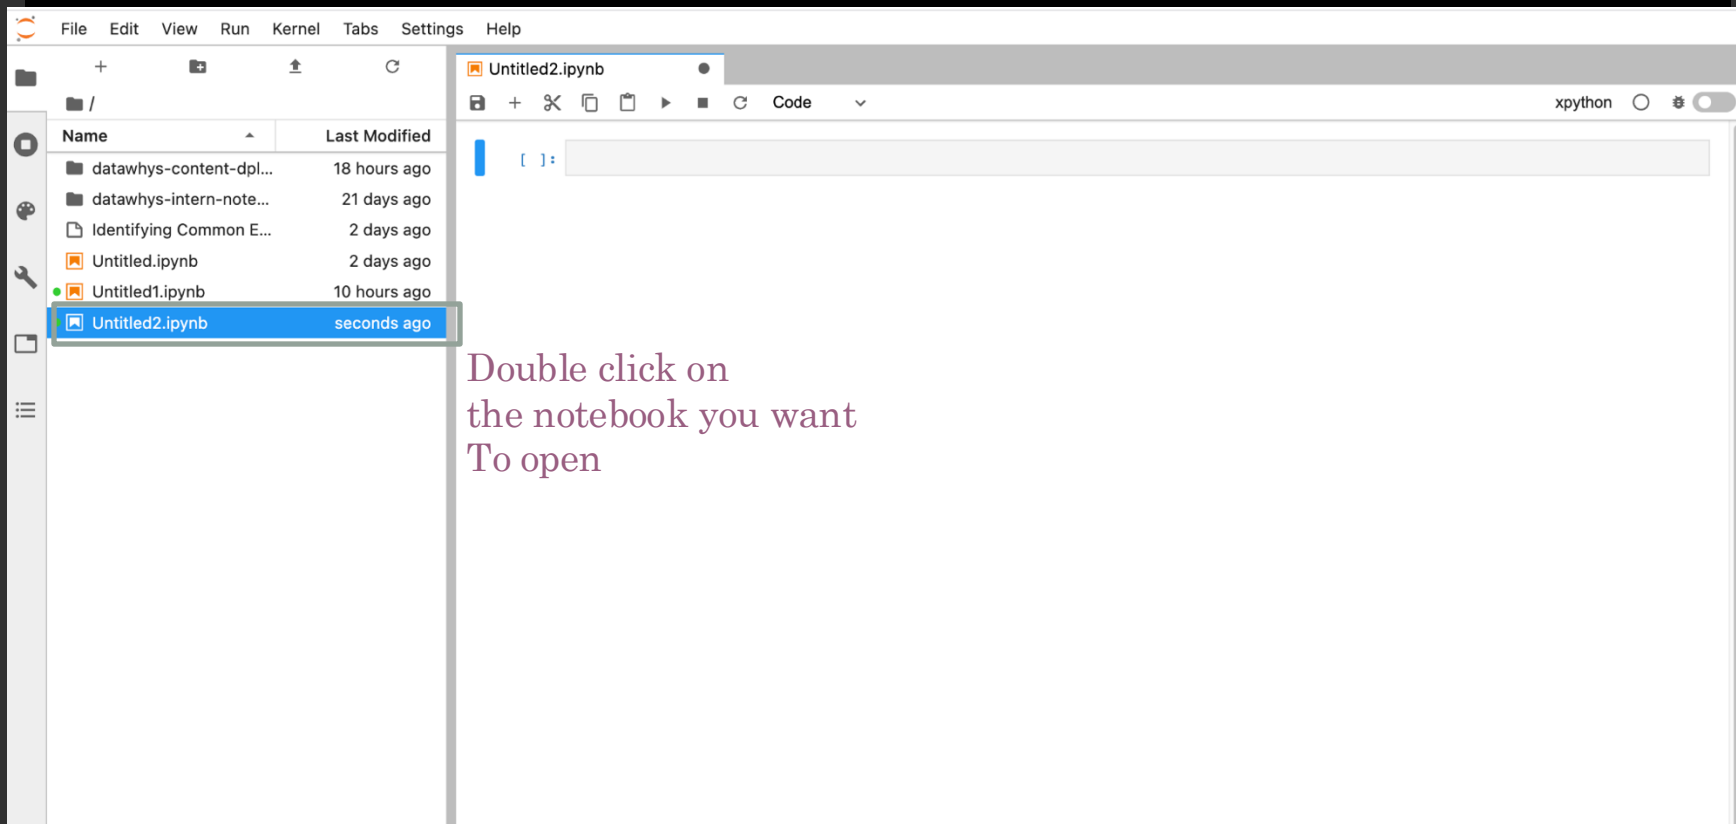 File Edit View Run Kernel Tabs Settings Help
Untitled2.ipynb
Code
xpython
/
Name Last Modified
datawhys-content-dpl... 18 hours ago
datawhys-intern-note... 21 days ago
Identifying Common E... 2 days ago
Untitled.ipynb 2 days ago
Untitled1.ipynb 10 hours ago
Untitled2.ipynb seconds ago
[ ]:
Double click on
the notebook you want
To open